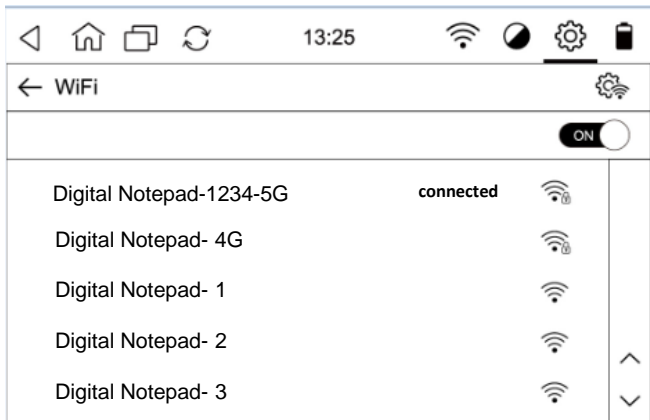 13:25
WiFi
ON
Digital Notepad-1234-5G connected
Digital Notepad- 4G
Digital Notepad- 1
Digital Notepad- 2
Digital Notepad- 3